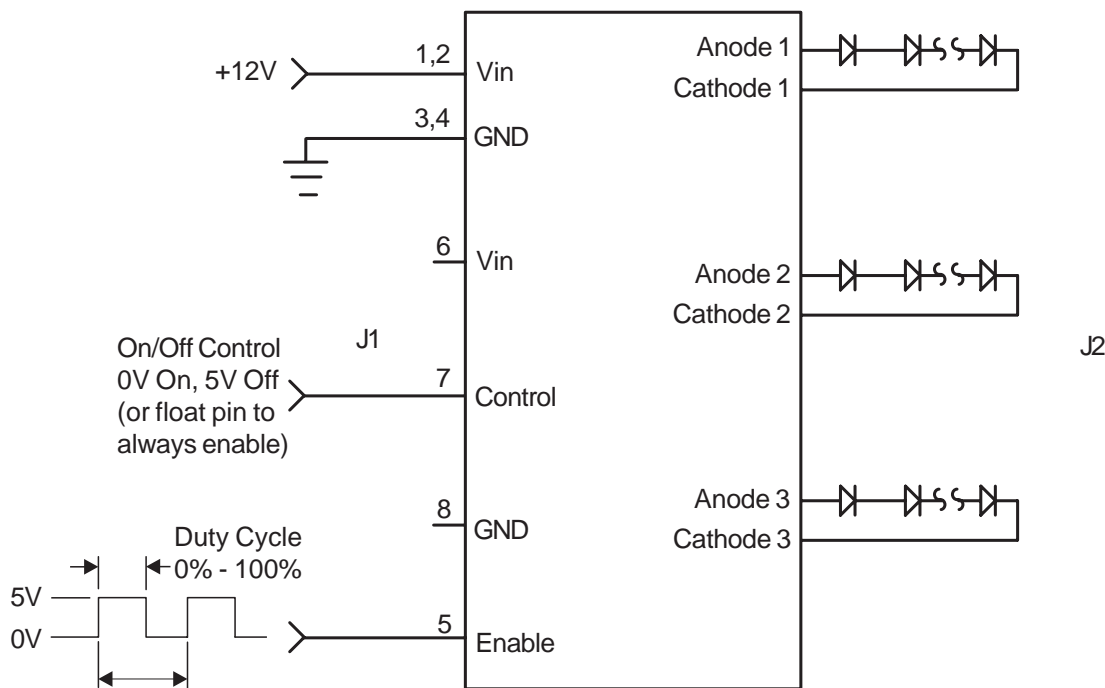 +12V
1,2
Vin
3,4
GND
6
Vin
J1
On/Off Control
0V On, 5V Off
(or float pin to
always enable)
7
Control
8
GND
Duty Cycle
0% - 100%
5V
0V
5
Enable
Anode 1
Cathode 1
Anode 2
Cathode 2
J2
Anode 3
Cathode 3